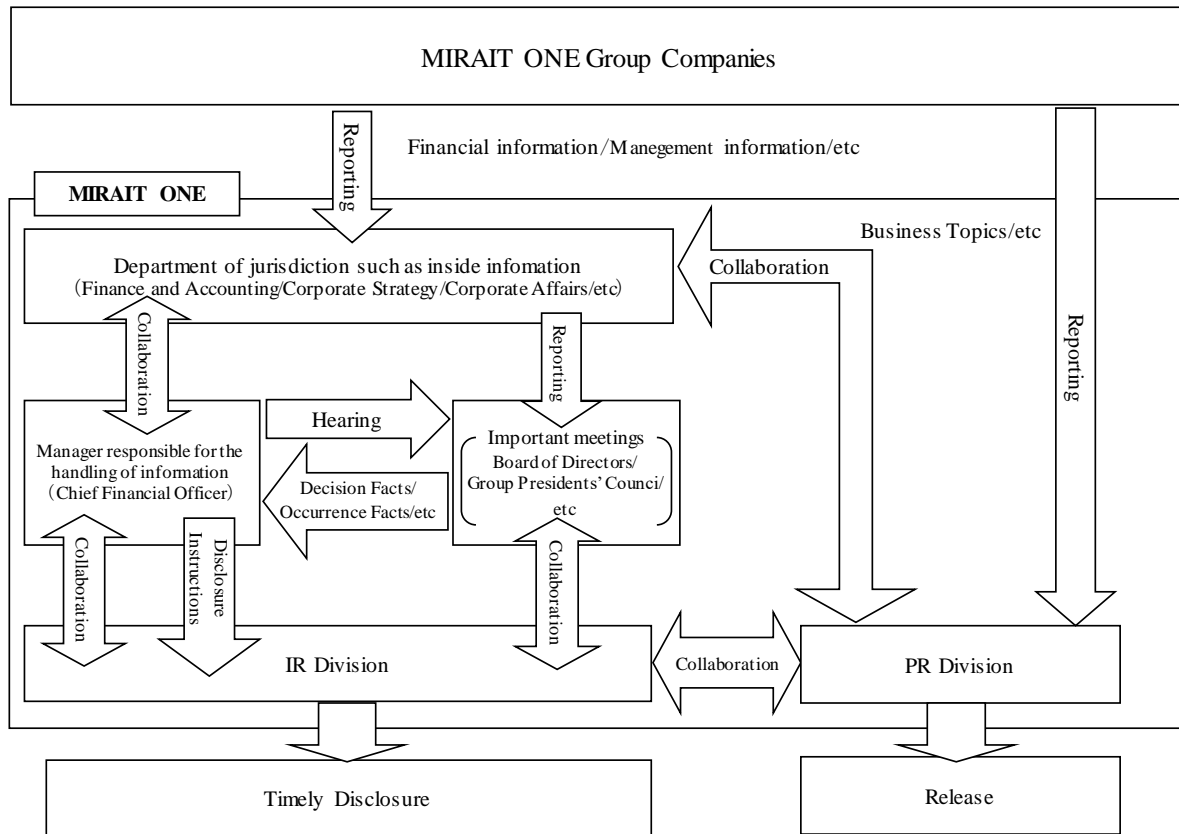 MIRAIT ONE Group Companies
Reporting
Financial information/Manegement information/etc
MIRAIT ONE
Business Topics/etc
Department of jurisdiction such as inside infomation
（Finance and Accounting/Corporate Strategy/Corporate Affairs/etc）
Collaboration
Collaboration
Reporting
Reporting
Hearing
Manager responsible for the
handling of information
（Chief Financial Officer）
Important meetings
Board of Directors/
Group Presidents' Counci/
etc
Decision Facts/
Occurrence Facts/etc
Collaboration
Disclosure
Instructions
Collaboration
IR Division
Collaboration
PR Division
Timely Disclosure
Release